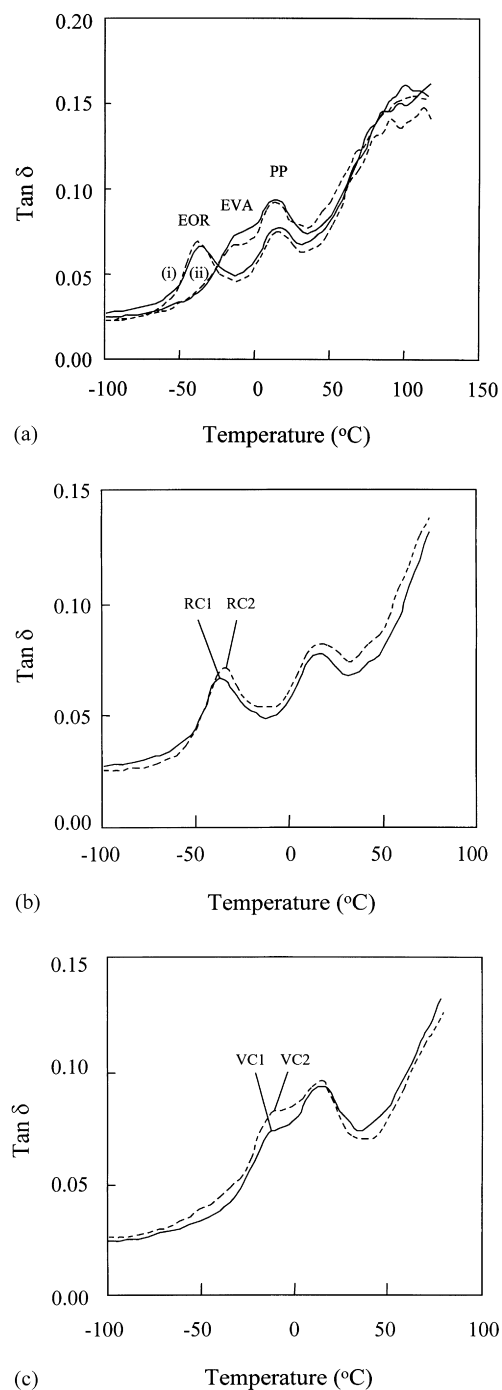 0.20
0.15
PP
EVA
0.10
EOR
Tan δ
0.05
(i)
(ii)
0.00
-100
-50
0
50
100
150
(a)
Temperature (°C)
0.15
0.10
RC1
RC2
Tan δ
0.05
0.00
-100
-50
0
50
100
(b)
Temperature (°C)
0.15
0.10
VC1
VC2
Tan δ
0.05
0.00
-100
-50
0
50
100
(c)
Temperature (°C)